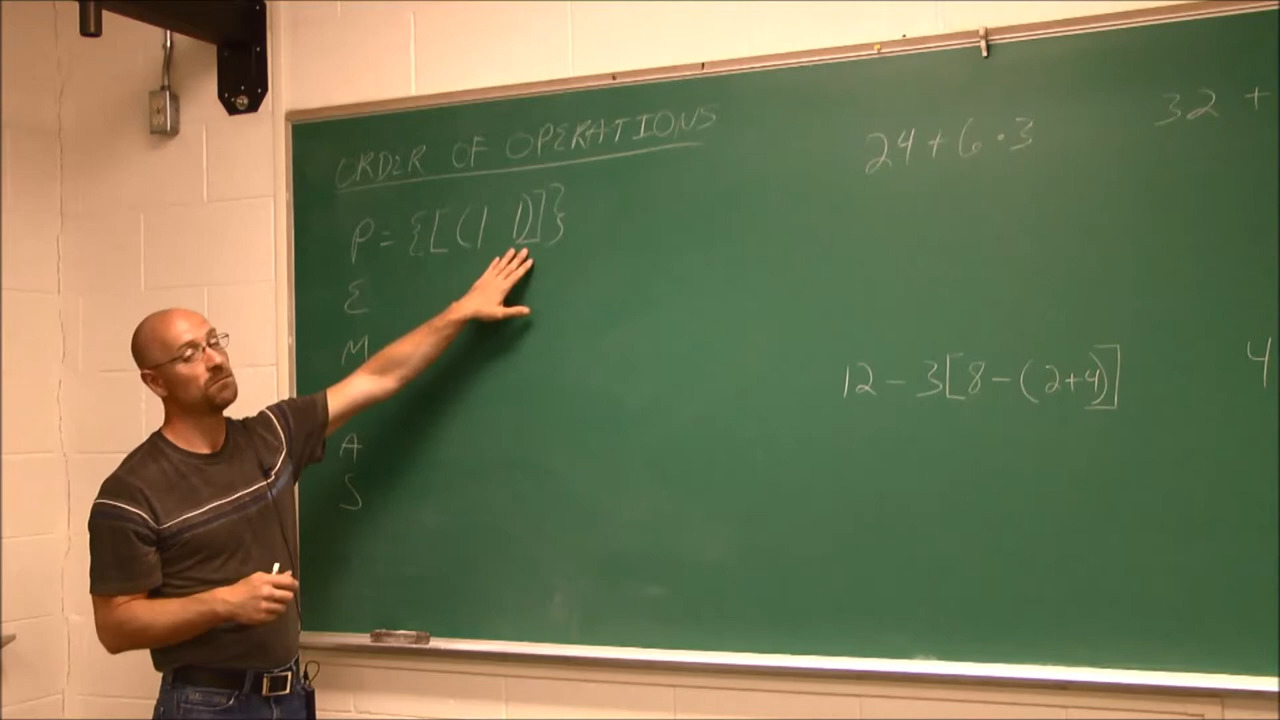 ORDER OF OPERATIONS
P = {[(| |)]}
E
M
A
S
24 + 6 · 3
32 +
12 - 3[8 - (2+4)]
4